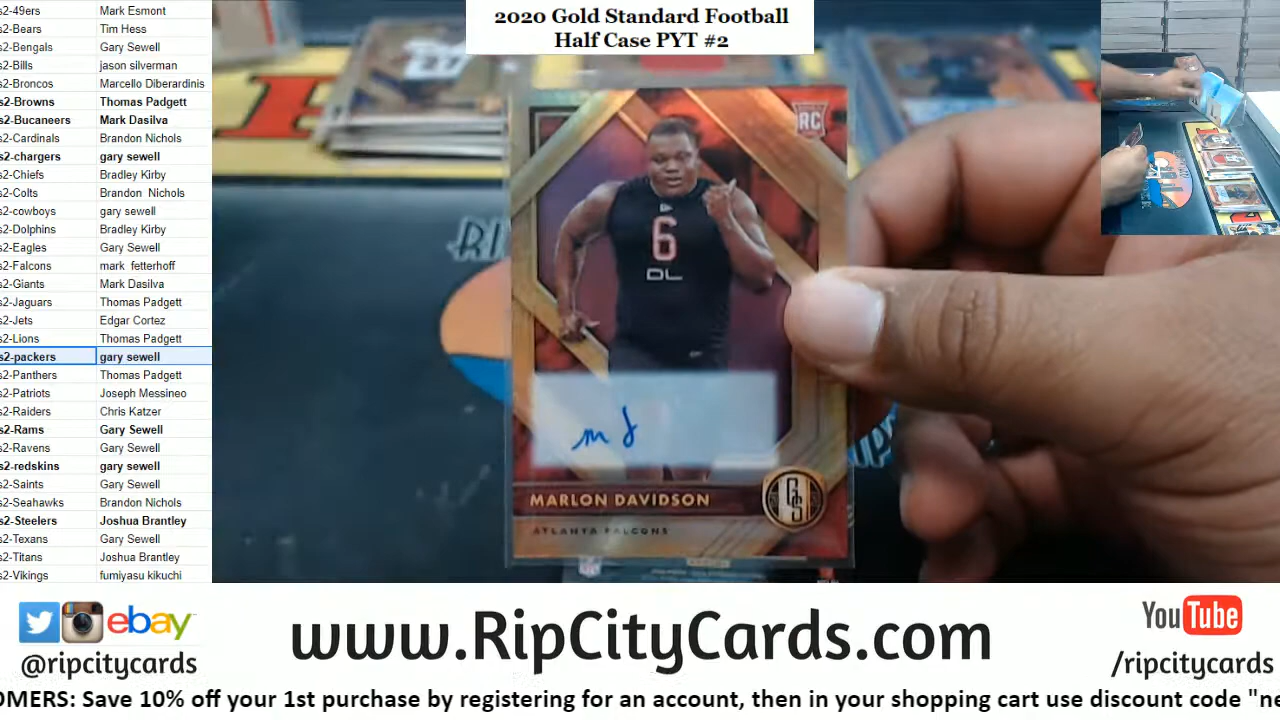 s2-49ers Mark Esmont
s2-Bears Tim Hess
s2-Bengals Gary Sewell
s2-Bills jason silverman
s2-Broncos Marcello Diberardinis
s2-Browns Thomas Padgett
s2-Bucaneers Mark Dasilva
s2-Cardinals Brandon Nichols
s2-chargers gary sewell
s2-Chiefs Bradley Kirby
s2-Colts Brandon Nichols
s2-cowboys gary sewell
s2-Dolphins Bradley Kirby
s2-Eagles Gary Sewell
s2-Falcons mark fetterhoff
s2-Giants Mark Dasilva
s2-Jaguars Thomas Padgett
s2-Jets Edgar Cortez
s2-Lions Thomas Padgett
s2-packers gary sewell
s2-Panthers Thomas Padgett
s2-Patriots Joseph Messineo
s2-Raiders Chris Katzer
s2-Rams Gary Sewell
s2-Ravens Gary Sewell
s2-redskins gary sewell
s2-Saints Gary Sewell
s2-Seahawks Brandon Nichols
s2-Steelers Joshua Brantley
s2-Texans Gary Sewell
s2-Titans Joshua Brantley
s2-Vikings fumiyasu kikuchi
2020 Gold Standard Football
Half Case PYT #2
RC
6
DL
m d
MARLON DAVIDSON
GS
ATLANTA FALCONS
ebay
@ripcitycards
www.RipCityCards.com
YouTube
/ripcitycards
OMERS: Save 10% off your 1st purchase by registering for an account, then in your shopping cart use discount code "ne